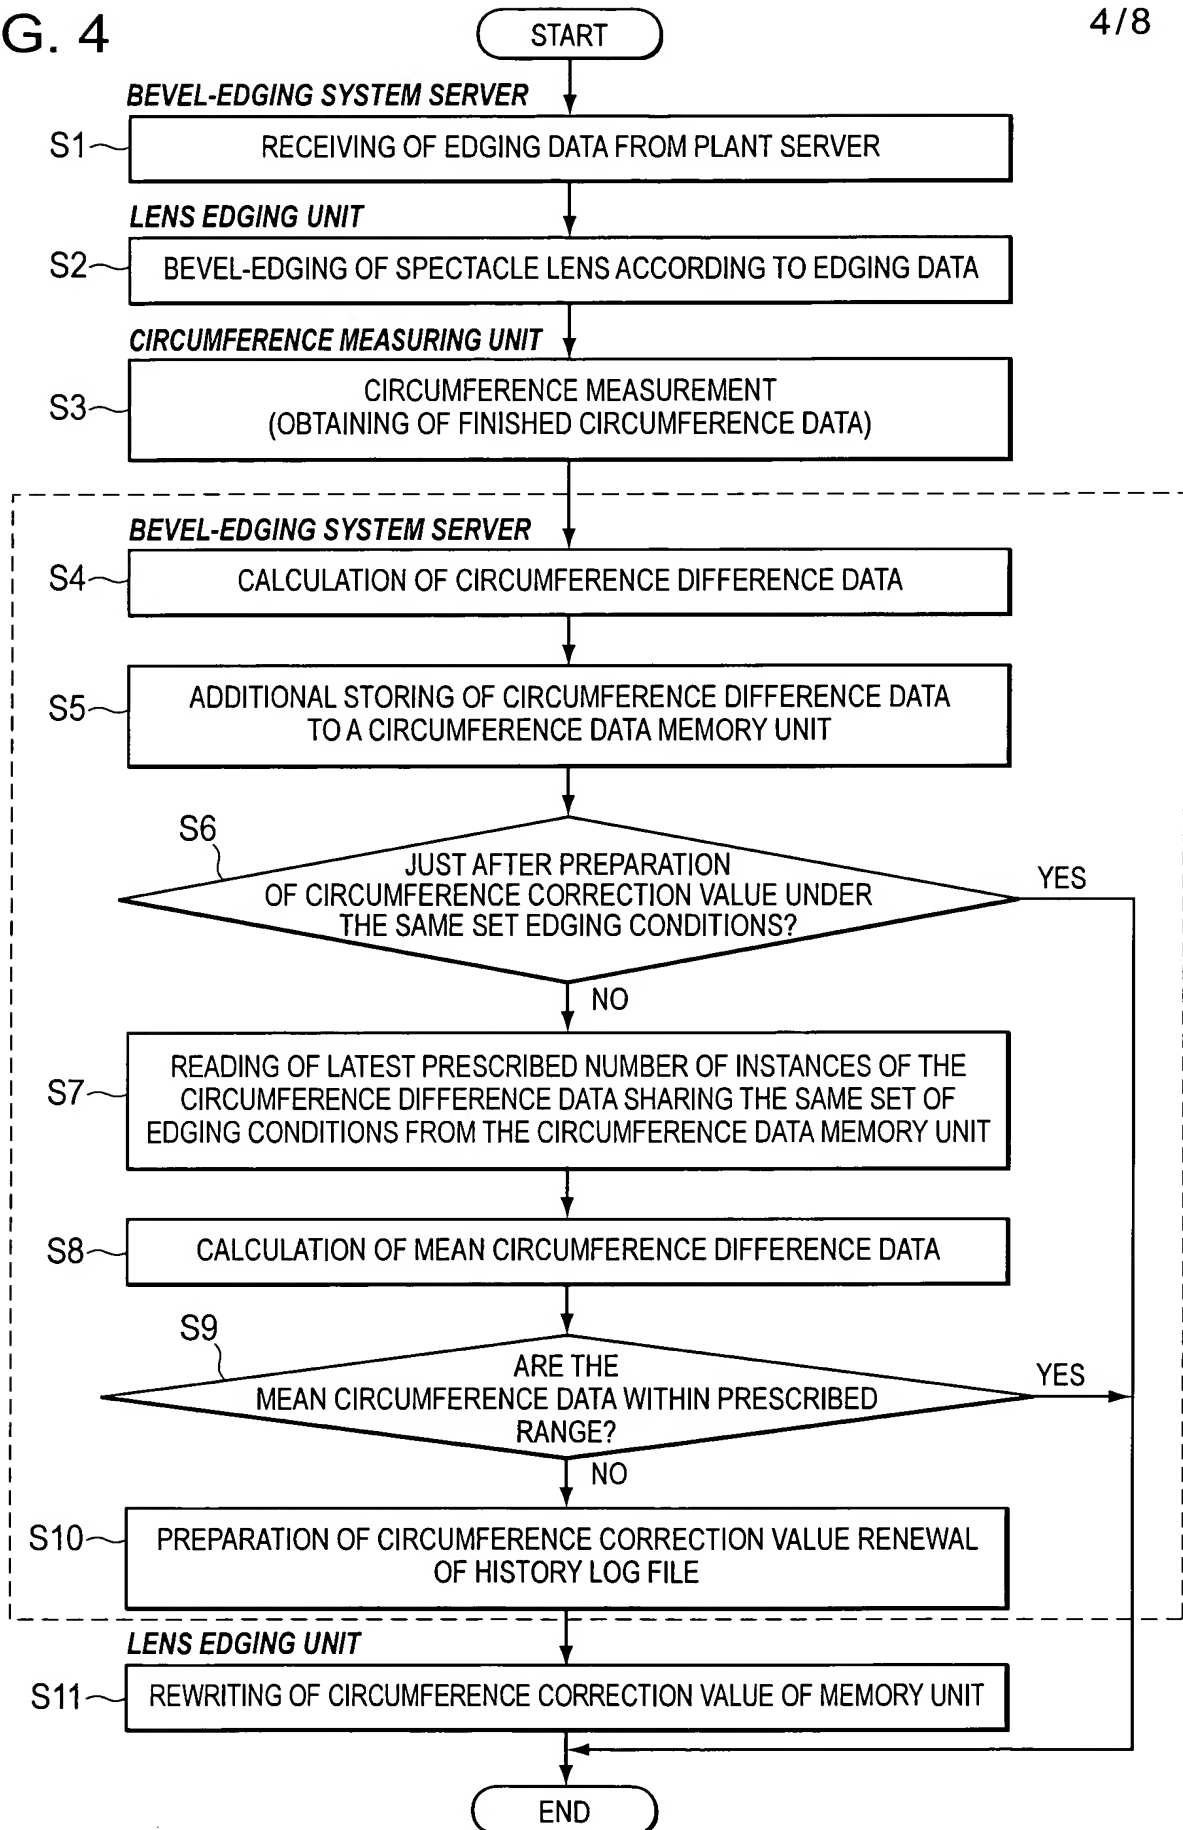 G. 4
4/8
START
BEVEL-EDGING SYSTEM SERVER
S1
RECEIVING OF EDGING DATA FROM PLANT SERVER
LENS EDGING UNIT
S2
BEVEL-EDGING OF SPECTACLE LENS ACCORDING TO EDGING DATA
CIRCUMFERENCE MEASURING UNIT
S3
CIRCUMFERENCE MEASUREMENT
(OBTAINING OF FINISHED CIRCUMFERENCE DATA)
BEVEL-EDGING SYSTEM SERVER
S4
CALCULATION OF CIRCUMFERENCE DIFFERENCE DATA
S5
ADDITIONAL STORING OF CIRCUMFERENCE DIFFERENCE DATA
TO A CIRCUMFERENCE DATA MEMORY UNIT
S6
JUST AFTER PREPARATION
OF CIRCUMFERENCE CORRECTION VALUE UNDER
THE SAME SET EDGING CONDITIONS?
YES
NO
S7
READING OF LATEST PRESCRIBED NUMBER OF INSTANCES OF THE
CIRCUMFERENCE DIFFERENCE DATA SHARING THE SAME SET OF
EDGING CONDITIONS FROM THE CIRCUMFERENCE DATA MEMORY UNIT
S8
CALCULATION OF MEAN CIRCUMFERENCE DIFFERENCE DATA
S9
ARE THE
MEAN CIRCUMFERENCE DATA WITHIN PRESCRIBED
RANGE?
YES
NO
S10
PREPARATION OF CIRCUMFERENCE CORRECTION VALUE RENEWAL
OF HISTORY LOG FILE
LENS EDGING UNIT
S11
REWRITING OF CIRCUMFERENCE CORRECTION VALUE OF MEMORY UNIT
END